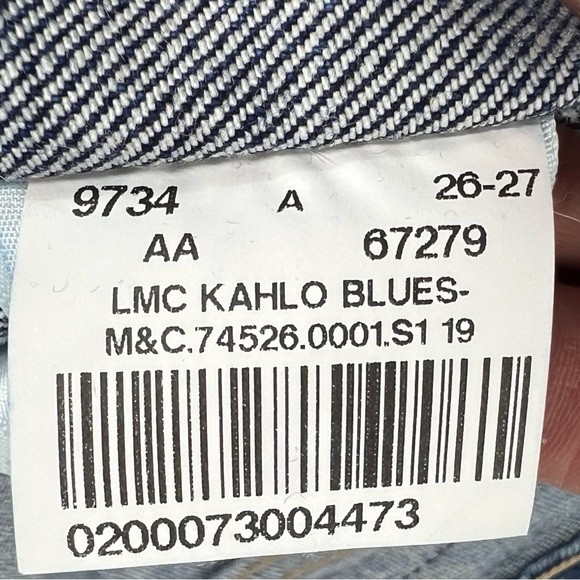 9734 A 26-27
AA 67279
LMC KAHLO BLUES-
M&C.74526.0001.S1 19
0200073004473